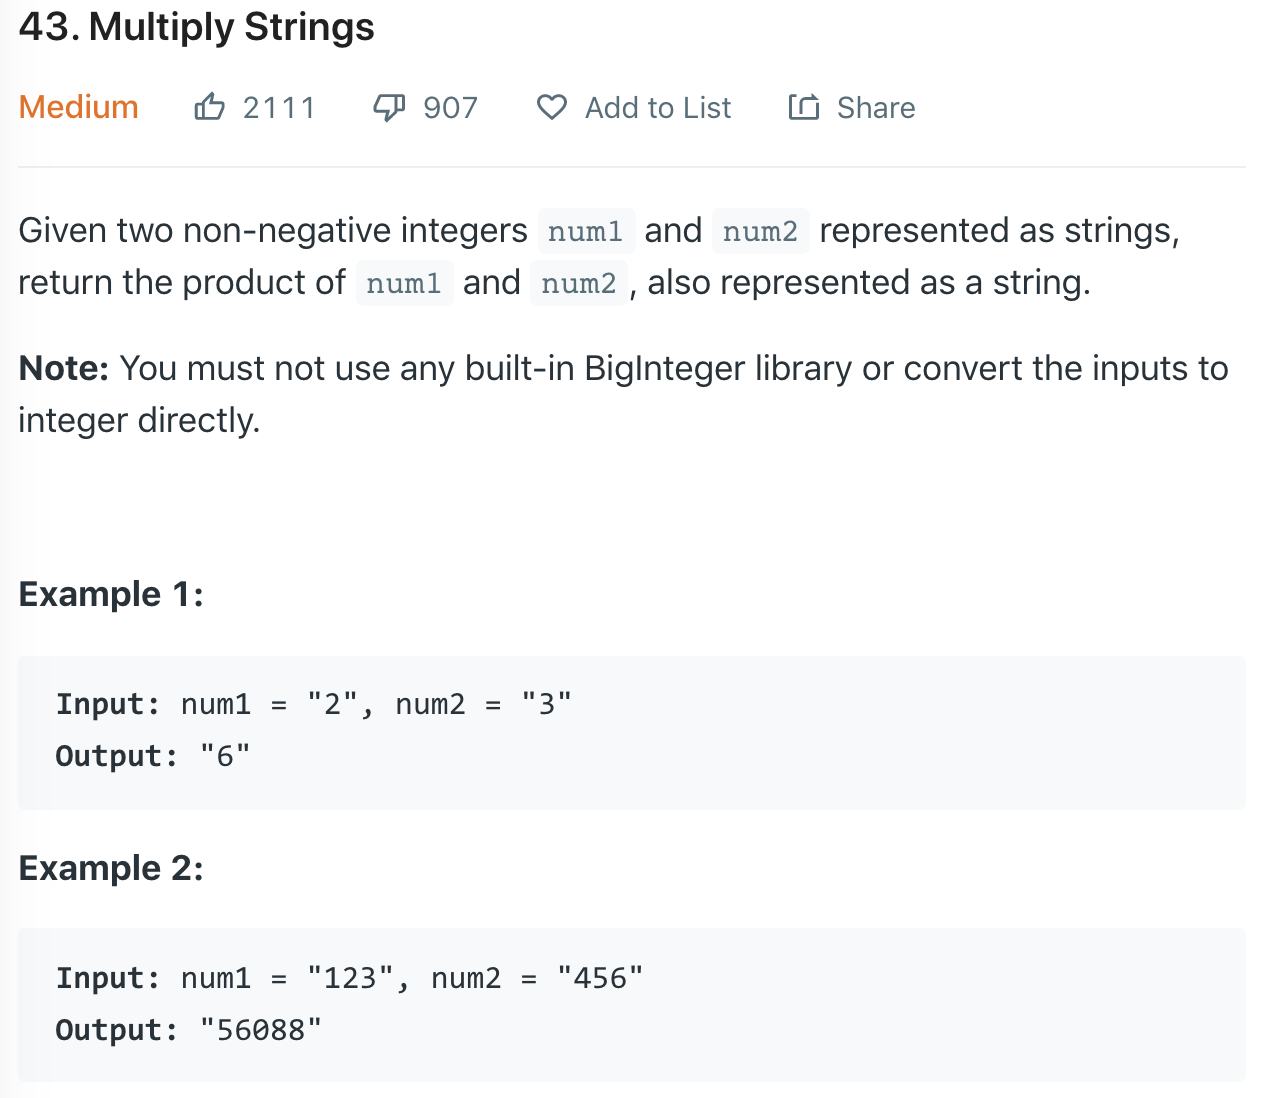 43. Multiply Strings
Medium 2111 907 Add to List Share
Given two non-negative integers num1 and num2 represented as strings,
return the product of num1 and num2, also represented as a string.
Note: You must not use any built-in BigInteger library or convert the inputs to
integer directly.
Example 1:
Input: num1 = "2", num2 = "3"
Output: "6"
Example 2:
Input: num1 = "123", num2 = "456"
Output: "56088"